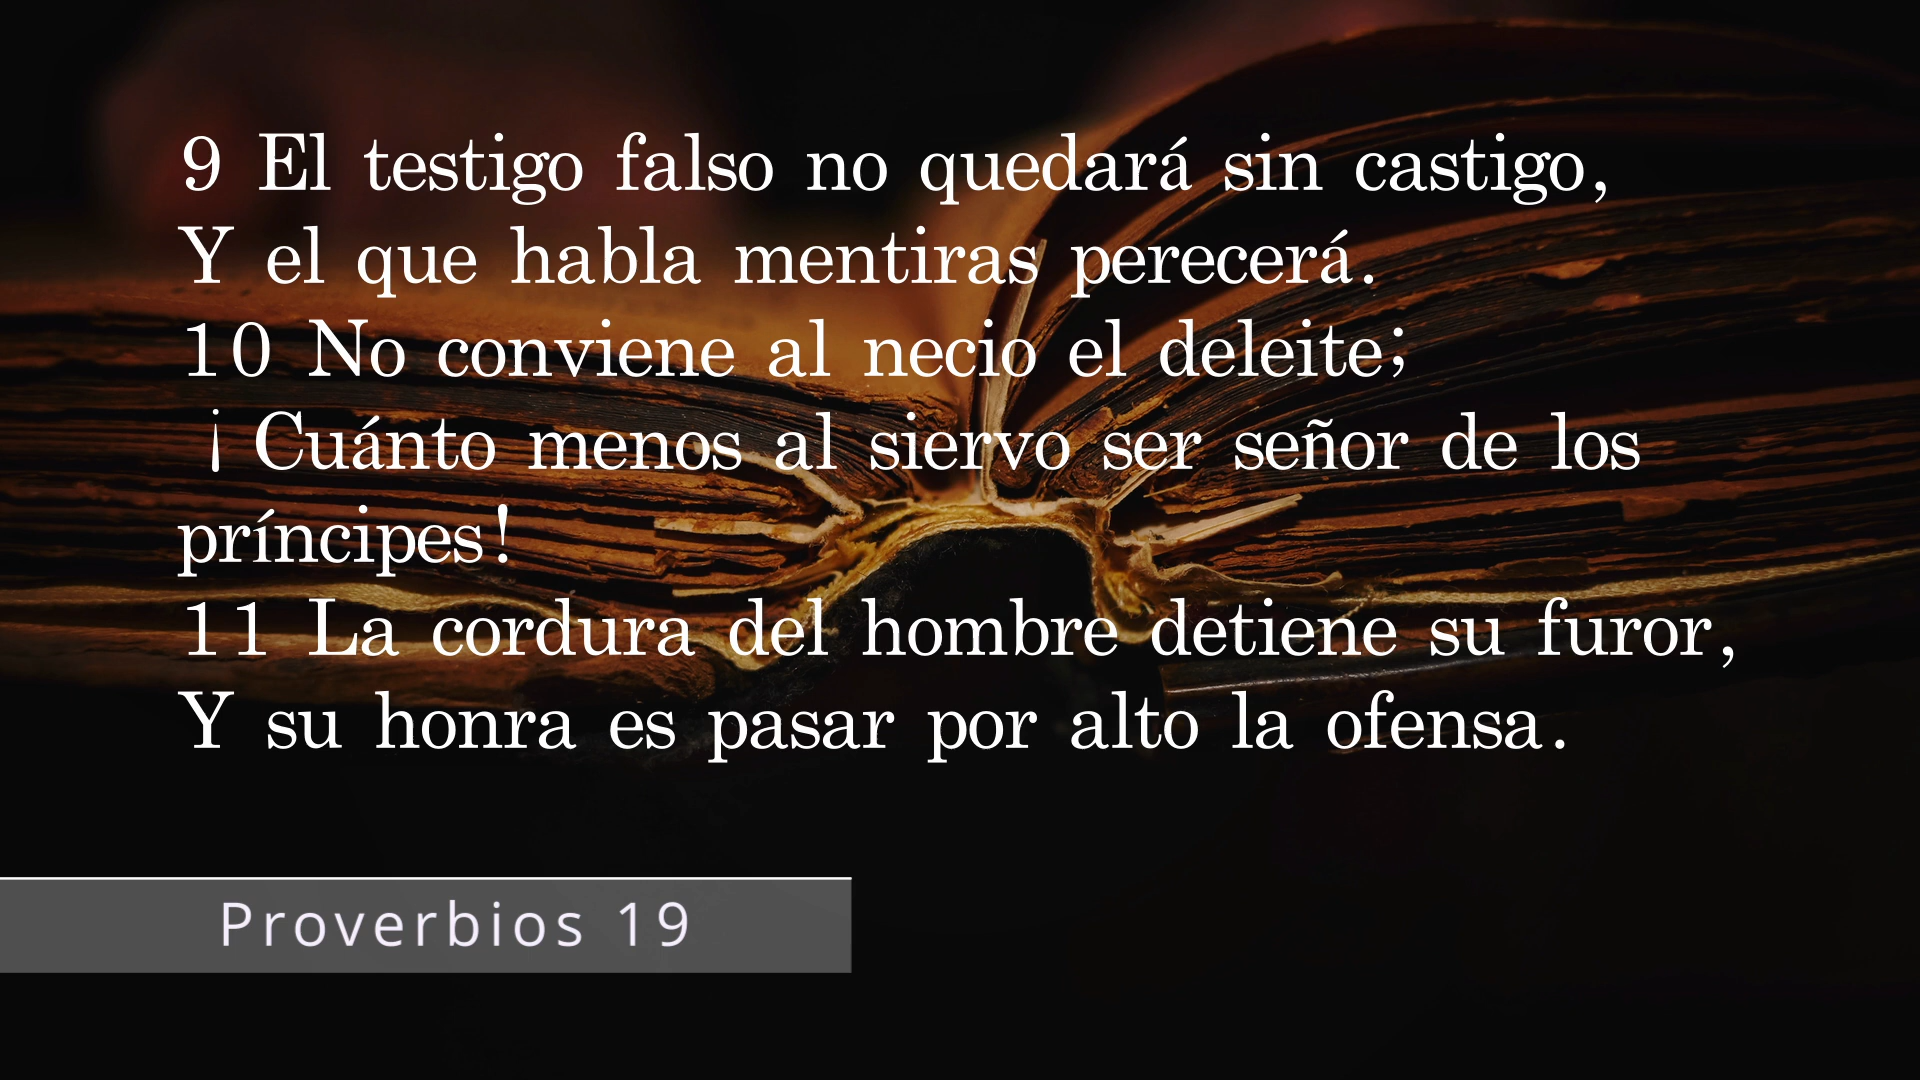 9 El testigo falso no quedará sin castigo,
Y el que habla mentiras perecerá.
10 No conviene al necio el deleite;
¡Cuánto menos al siervo ser señor de los
príncipes!
11 La cordura del hombre detiene su furor,
Y su honra es pasar por alto la ofensa.
Proverbios 19